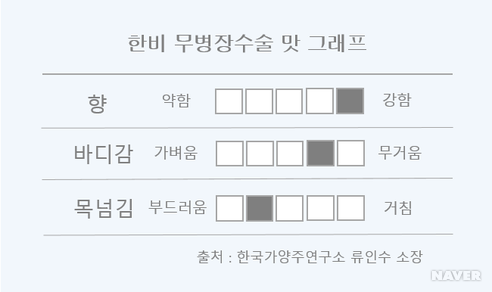 한비 무병장수술 맛 그래프
향 약함 강함
바디감 가벼움 무거움
목넘김 부드러움 거침
출처 : 한국가양주연구소 류인수 소장
NAVER